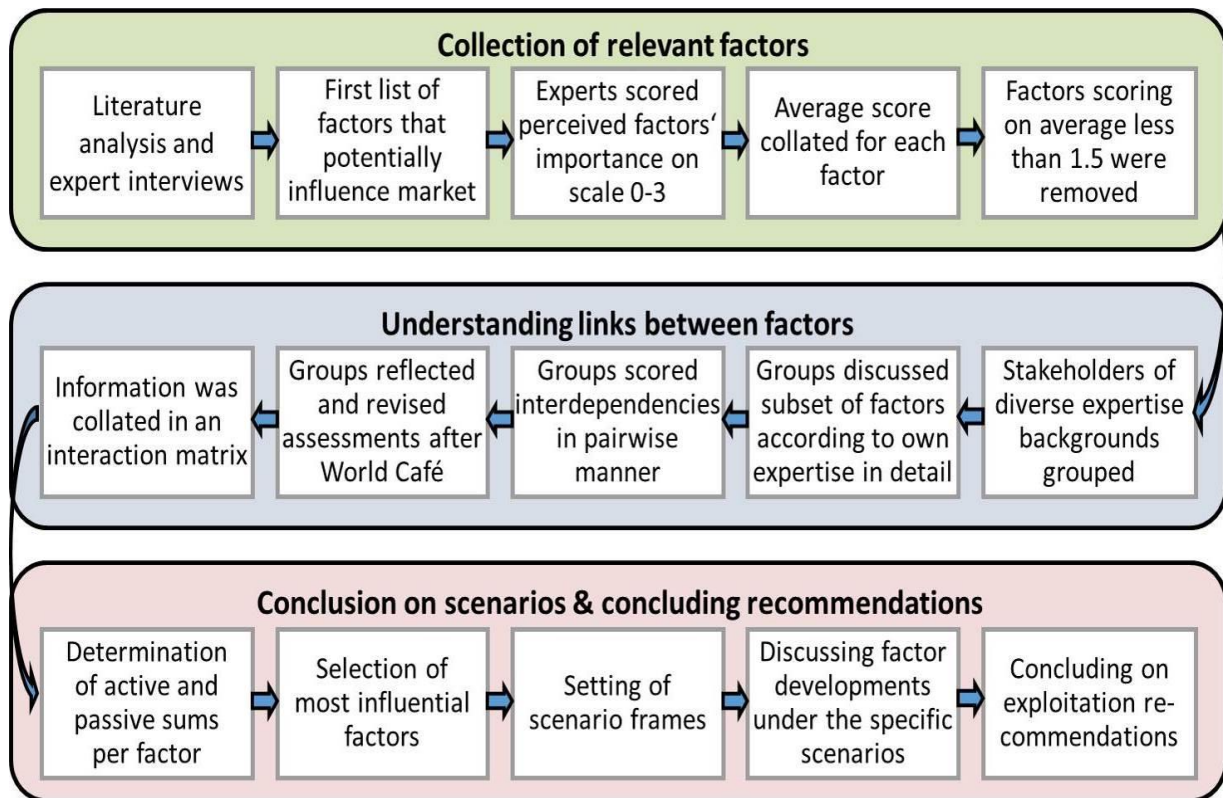 Collection of relevant factors
Literature
analysis and
expert interviews
First list of
factors that
potentially
influence market
Experts scored
perceived factors‘
importance on
scale 0-3
Average score
collated for each
factor
Factors scoring
on average less
than 1.5 were
removed
Understanding links between factors
Stakeholders of
diverse expertise
backgrounds
grouped
Groups discussed
subset of factors
according to own
expertise in detail
Groups scored
interdependencies
in pairwise
manner
Groups reflected
and revised
assessments after
World Café
Information was
collated in an
interaction matrix
Conclusion on scenarios & concluding recommendations
Determination
of active and
passive sums
per factor
Selection of
most influential
factors
Setting of
scenario frames
Discussing factor
developments
under the specific
scenarios
Concluding on
exploitation re-
commendations